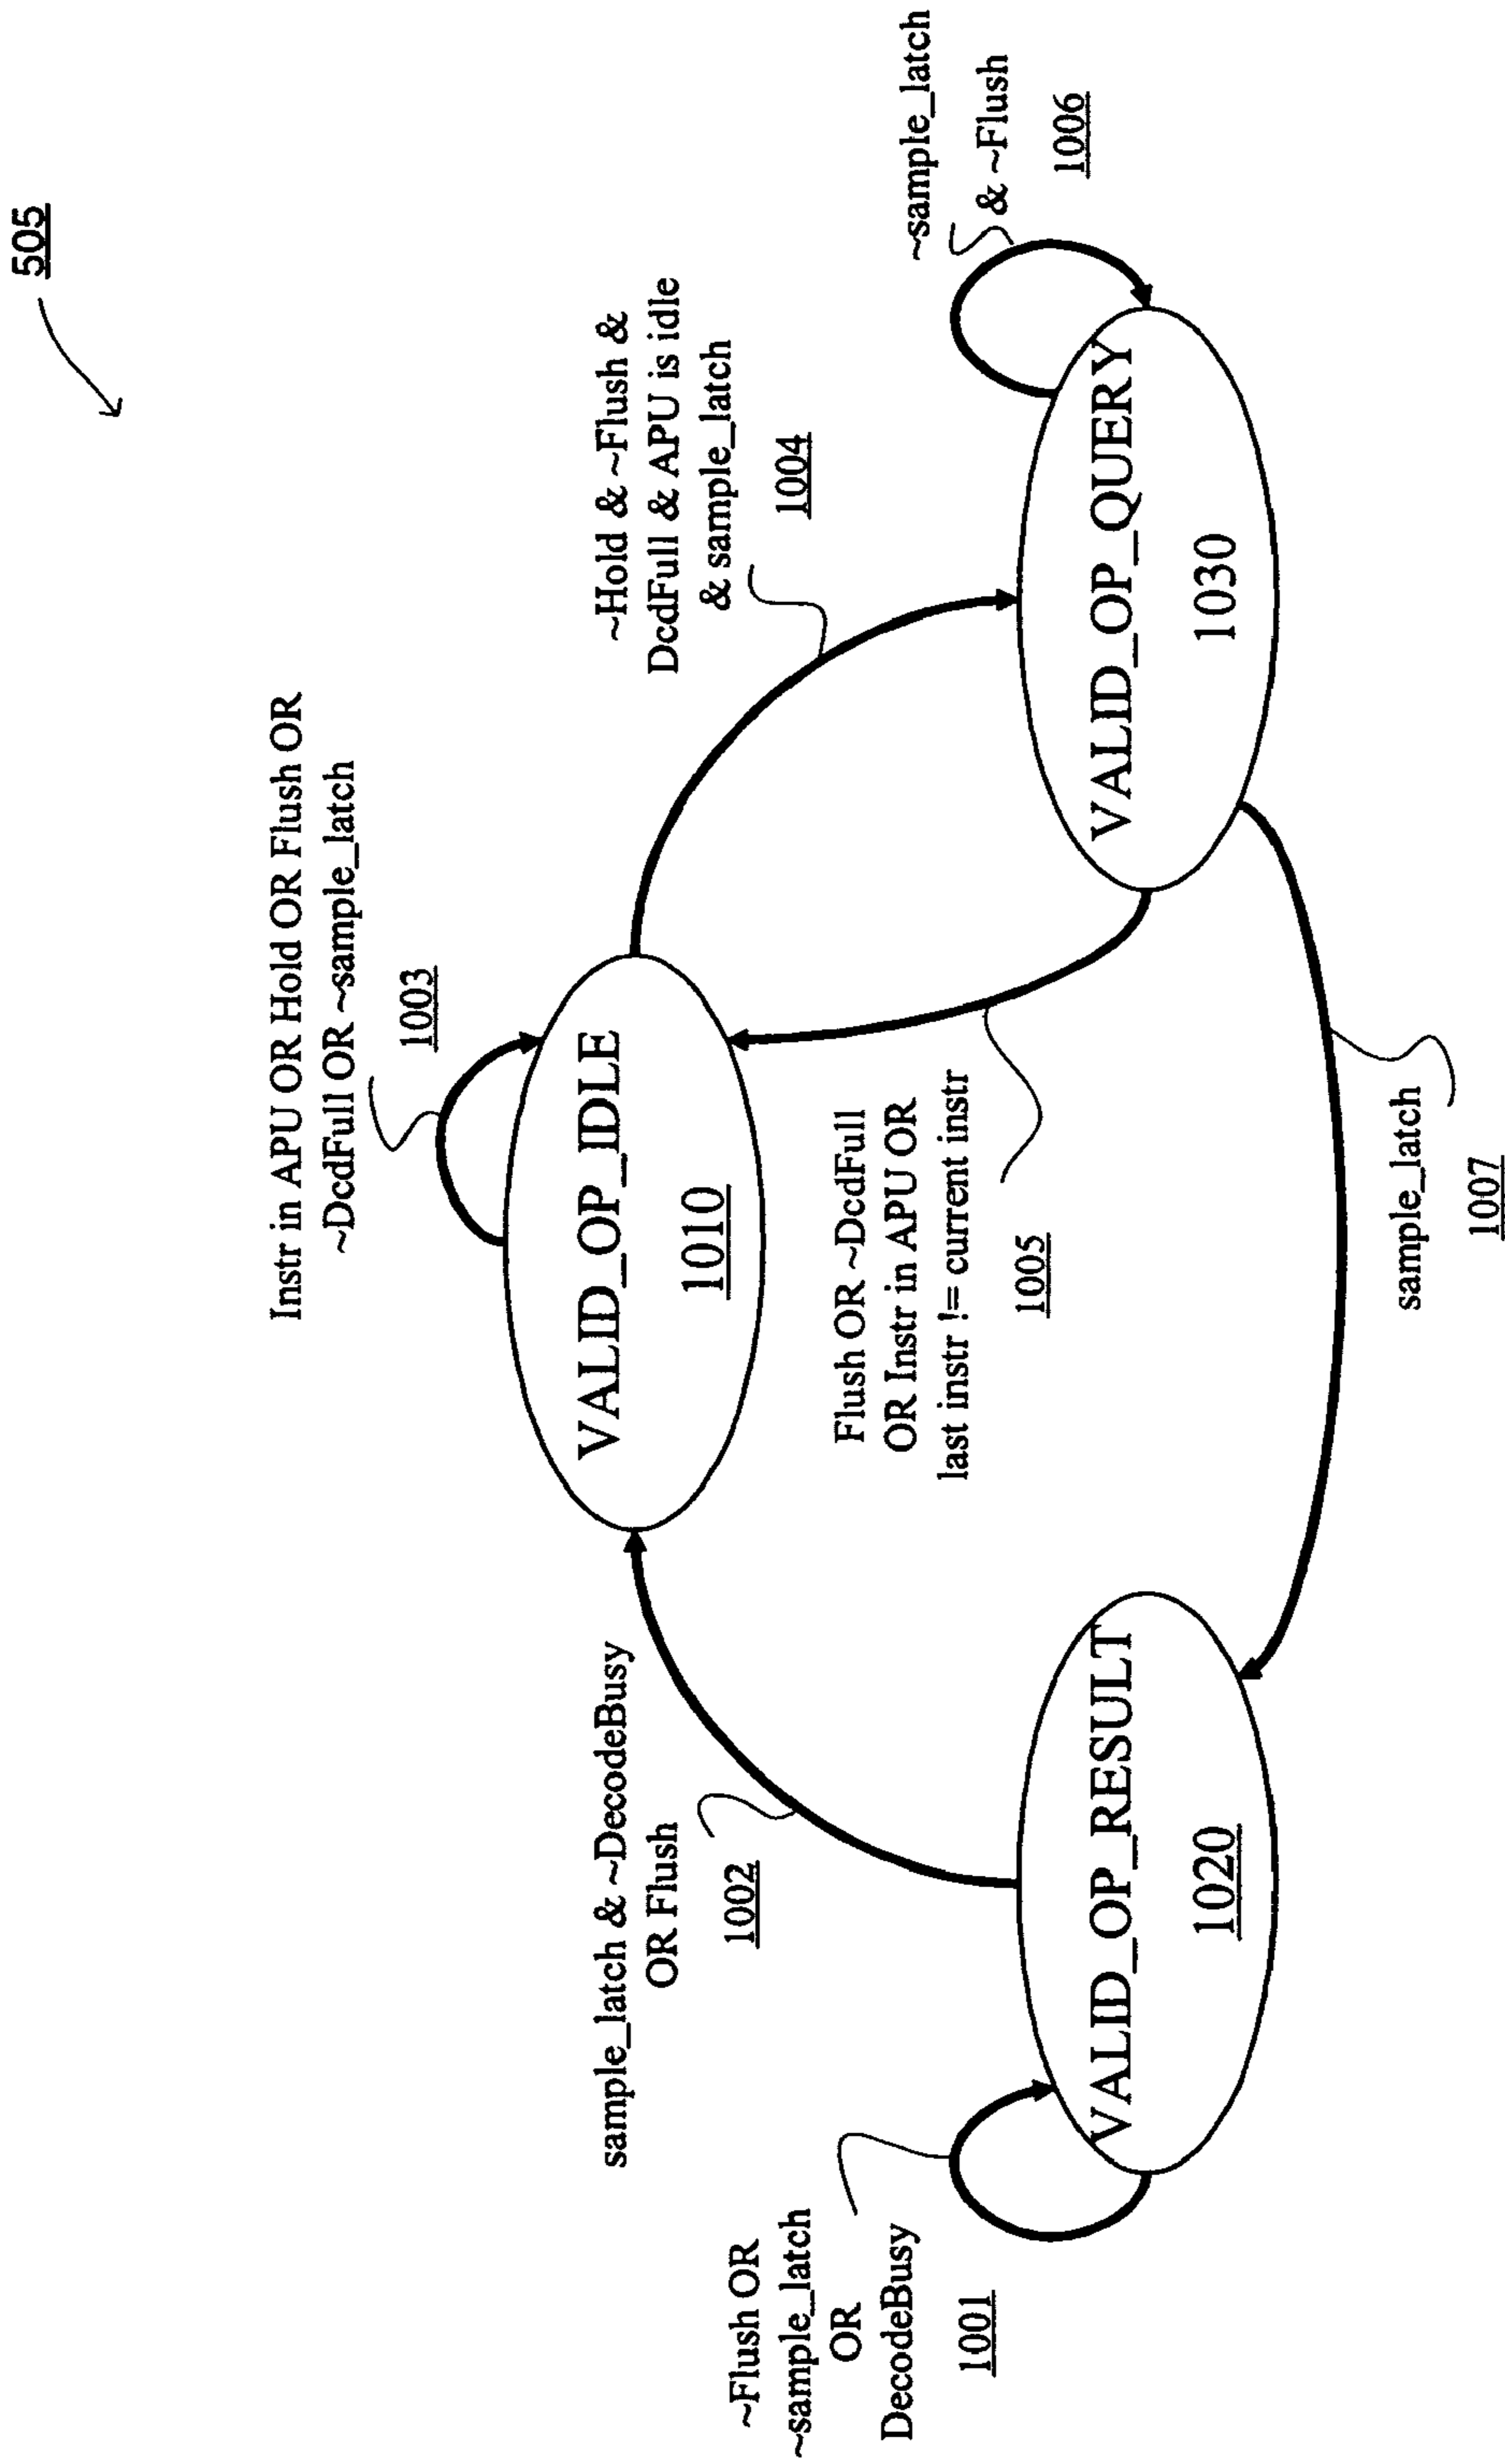 505
Instr in APU OR Hold OR Flush OR
~DcdFull OR ~sample_latch
1003
~Hold & ~Flush &
DcdFull & APU is idle
& sample_latch
1004
sample_latch & ~DecodeBusy
OR Flush
1002
VALID_OP_IDLE
1010
~Flush OR
~sample_latch
OR
DecodeBusy
1001
Flush OR ~DcdFull
OR Instr in APU OR
last instr != current instr
1005
~sample_latch
& ~Flush
1006
VALID_OP_RESULT
1020
VALID_OP_QUERY
1030
sample_latch
1007